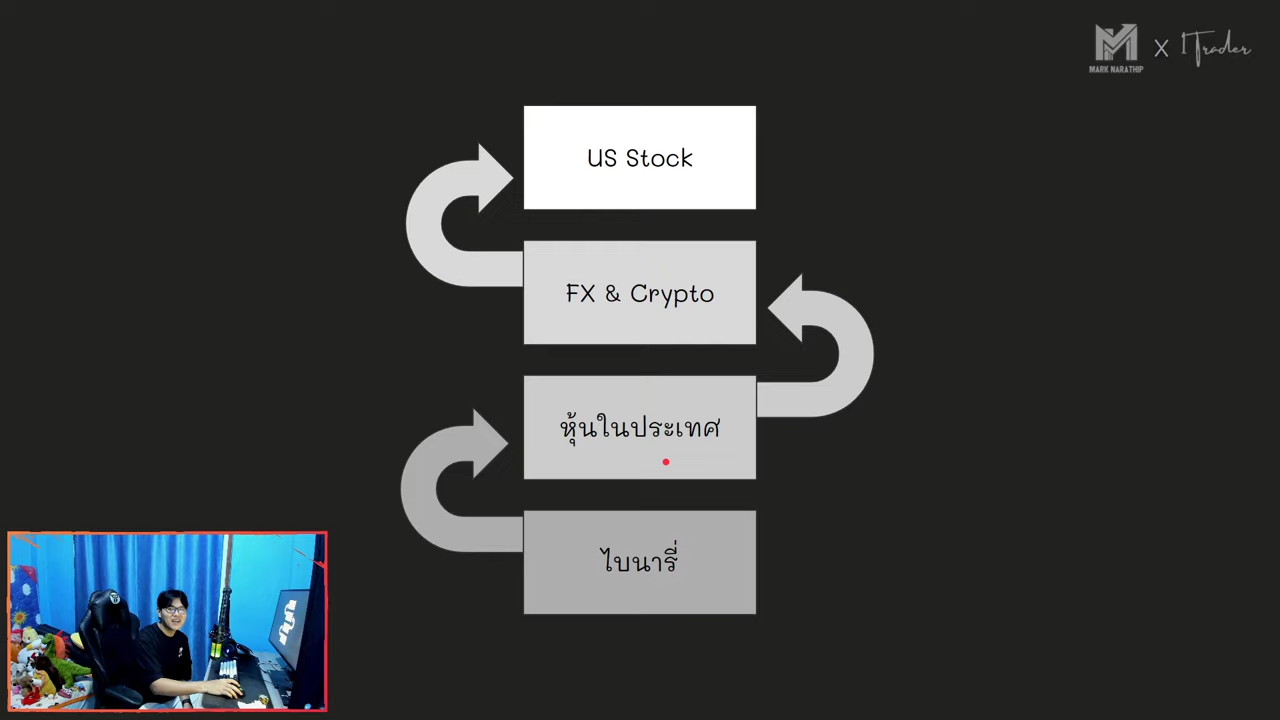 MARK NARATHIP
X
1Trader
US Stock
FX & Crypto
หุ้นในประเทศ
ไบนารี่